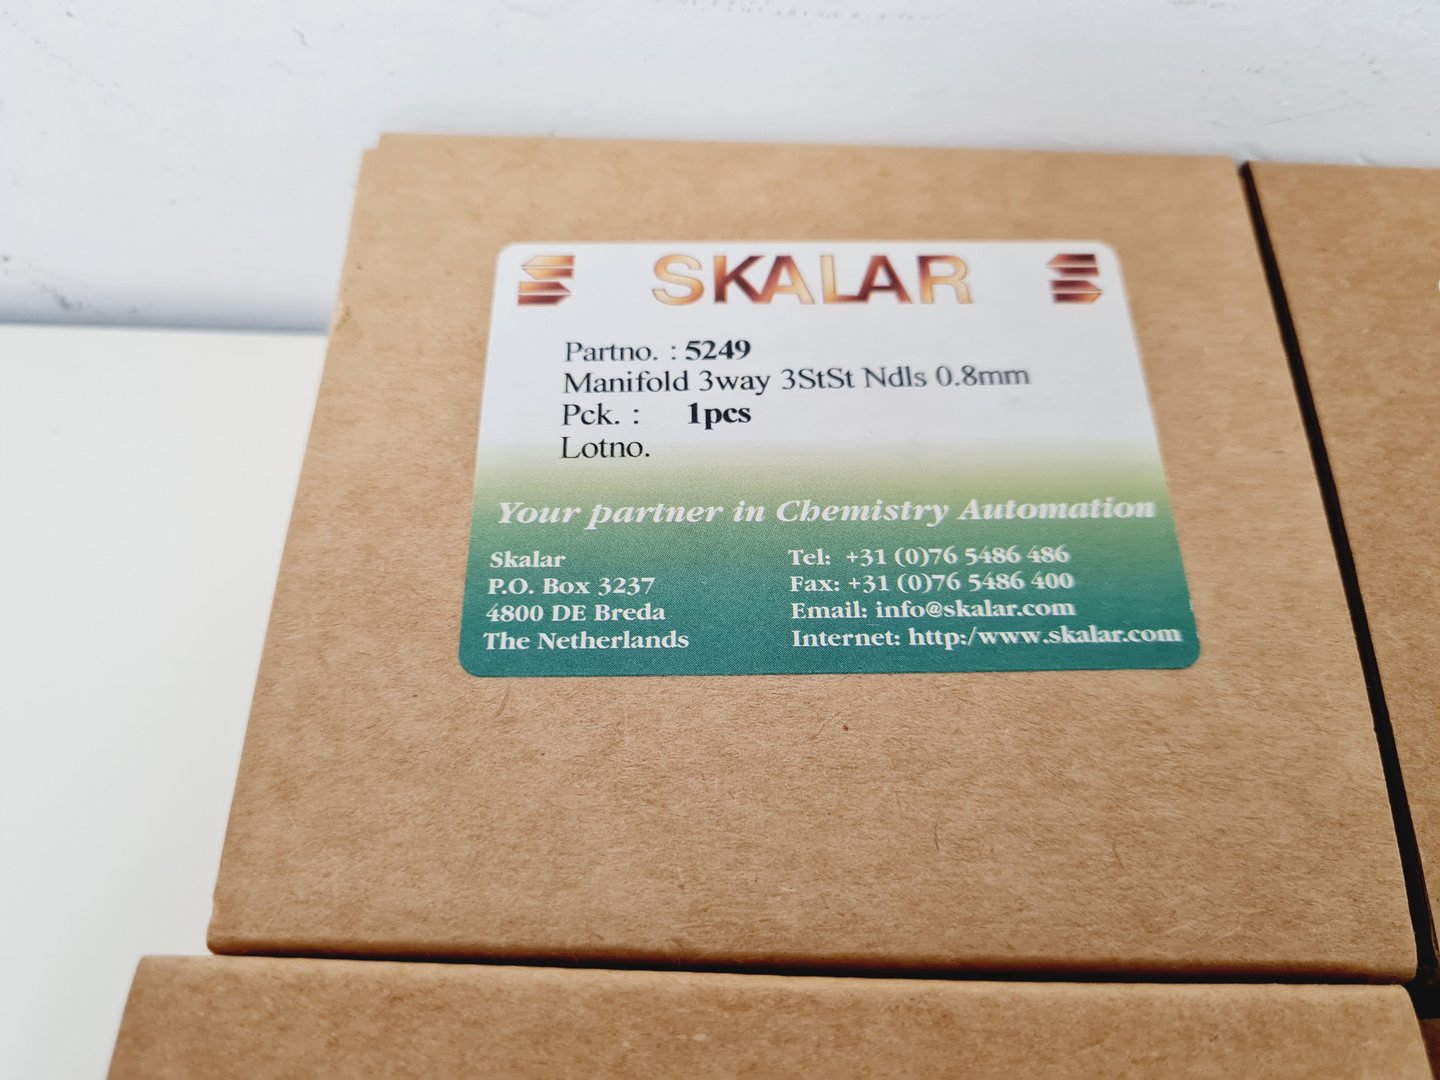 SKALAR
Partno. : 5249
Manifold 3way 3StSt Ndls 0.8mm
Pck. : 1pcs
Lotno.
Your partner in Chemistry Automation
Skalar
P.O. Box 3237
4800 DE Breda
The Netherlands
Tel: +31 (0)76 5486 486
Fax: +31 (0)76 5486 400
Email: info@skalar.com
Internet: http:/www.skalar.com